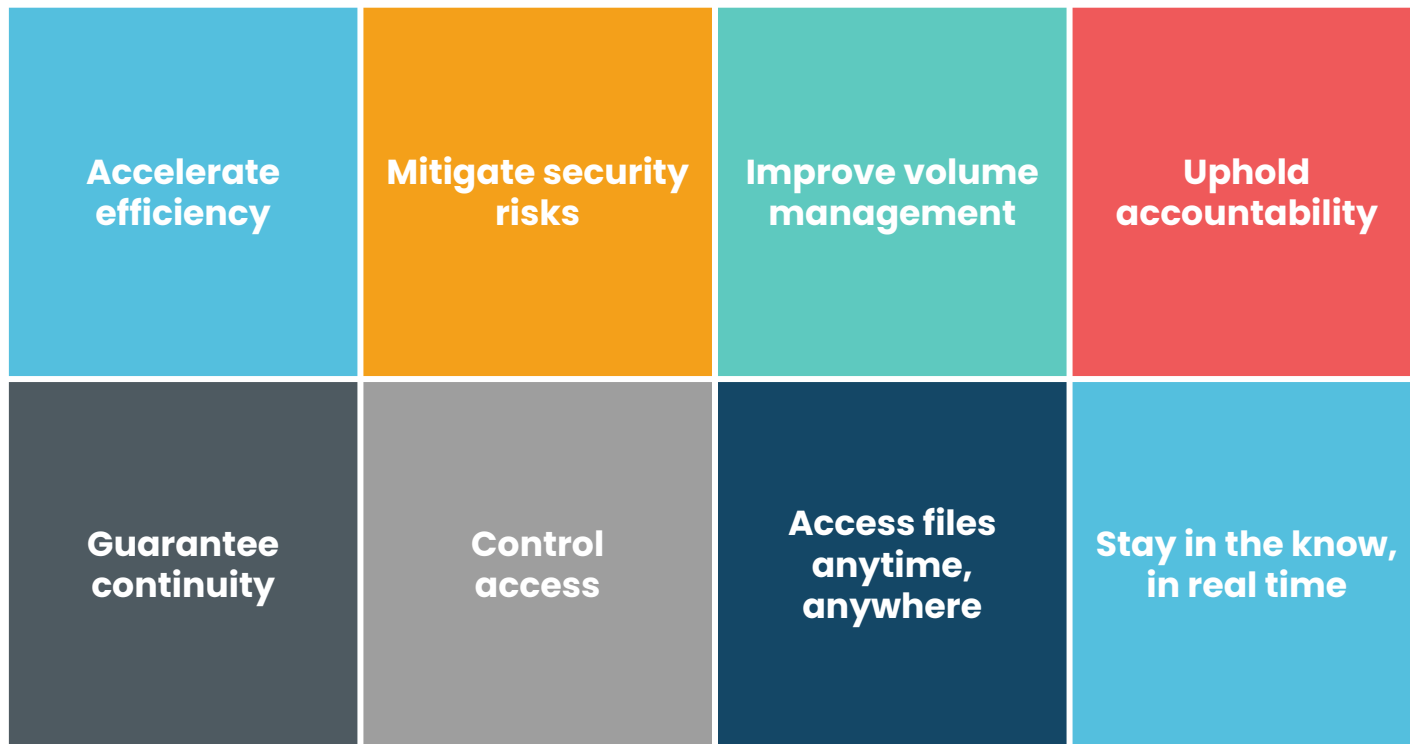 Accelerate
efficiency
Mitigate security
risks
Improve volume
management
Uphold
accountability
Guarantee
continuity
Control
access
Access files
anytime,
anywhere
Stay in the know,
in real time